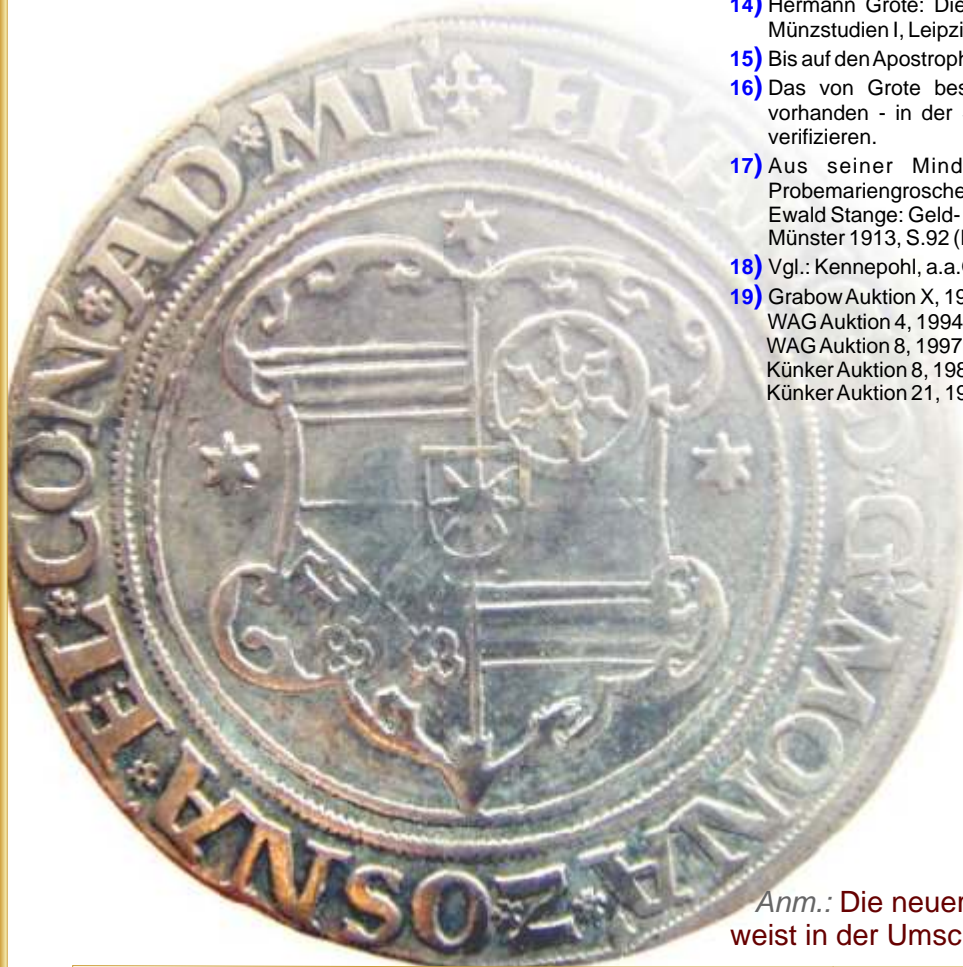 14) Hermann Grote: Die
Münzstudien I, Leipzi
15) Bis auf den Apostroph
16) Das von Grote bes
vorhanden - in der
verifizieren.
17) Aus seiner Mind
Probemariengrosche
Ewald Stange: Geld-
Münster 1913, S.92 (
18) Vgl.: Kennepohl, a.a.
19) Grabow Auktion X, 19
WAG Auktion 4, 1994
WAG Auktion 8, 1997
Künker Auktion 8, 198
Künker Auktion 21, 19
D G MONA Z OSNA EL CON AD MI
Anm.: Die neuer
weist in der Umsc